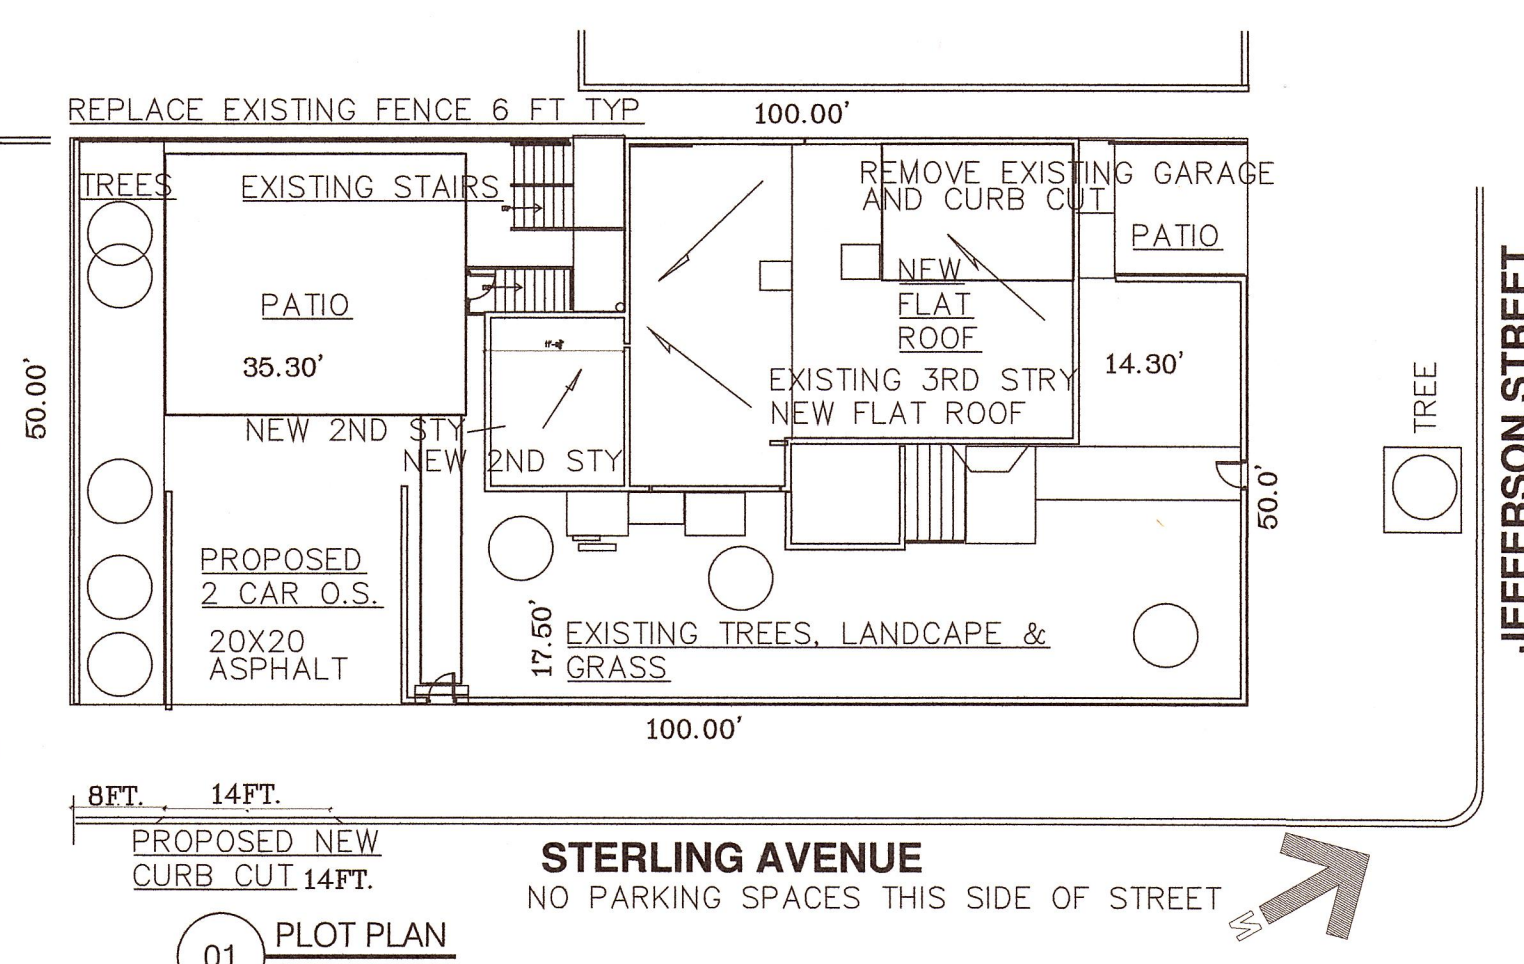 REPLACE EXISTING FENCE 6 FT TYP
100.00'
TREES
EXISTING STAIRS
REMOVE EXISTING GARAGE
AND CURB CUT
PATIO
NEW
FLAT
ROOF
PATIO
35.30'
14.30'
50.00'
EXISTING 3RD STRY
NEW FLAT ROOF
NEW 2ND STY
NEW 2ND STY
TREE
JEFFERSON STREET
50.0'
PROPOSED
2 CAR O.S.
20X20
ASPHALT
17.50'
EXISTING TREES, LANDCAPE &
GRASS
100.00'
8FT.
14FT.
PROPOSED NEW
CURB CUT 14FT.
STERLING AVENUE
NO PARKING SPACES THIS SIDE OF STREET
01
PLOT PLAN